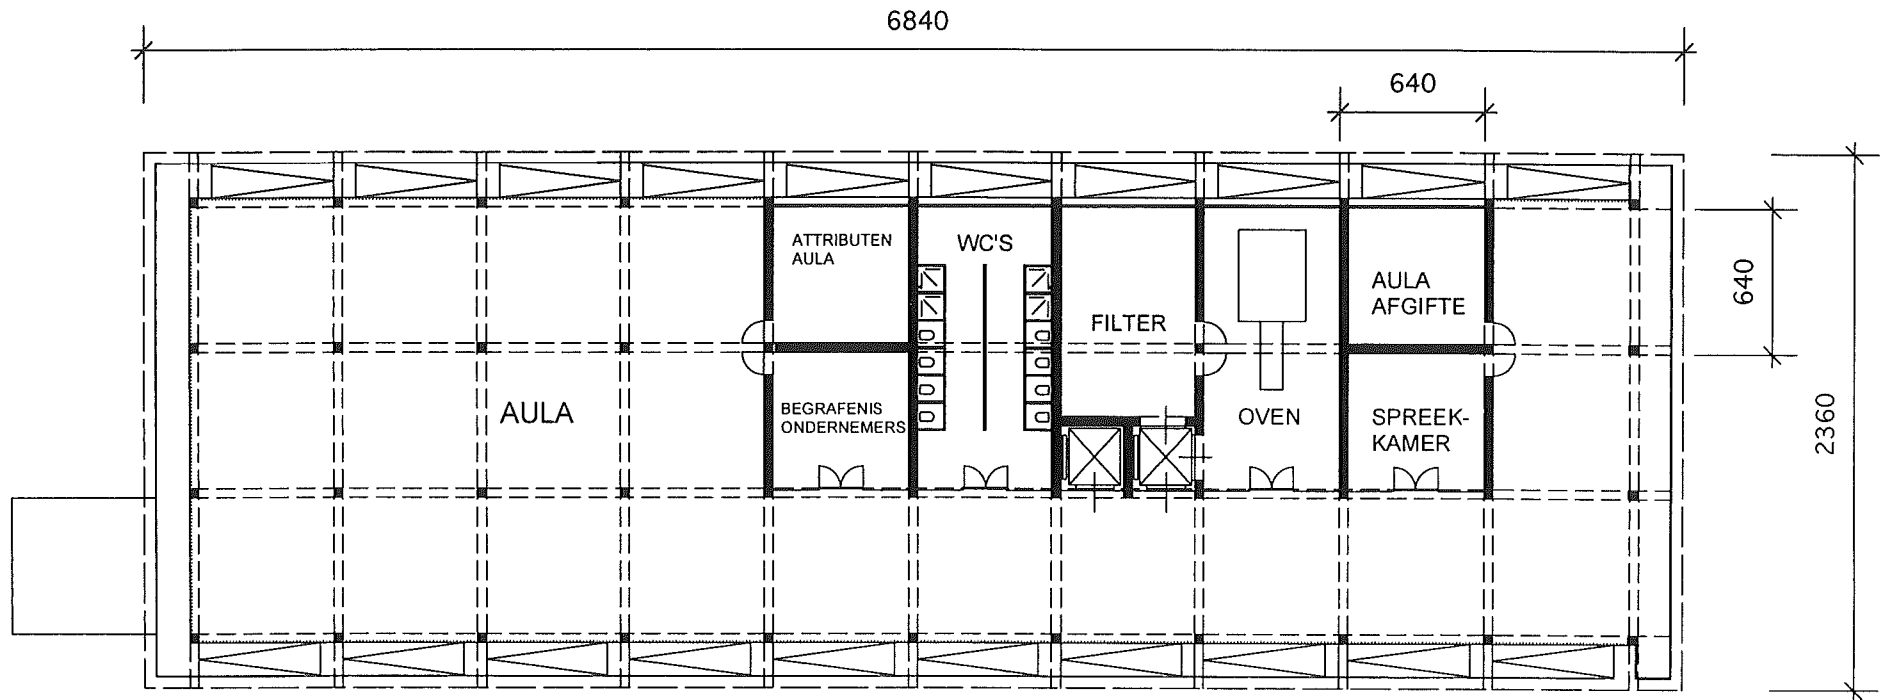 6840
640
ATTRIBUTEN
AULA
WC'S
FILTER
AULA
AFGIFTE
640
AULA
BEGRAFENIS
ONDERNEMERS
OVEN
SPREEK-
KAMER
2360